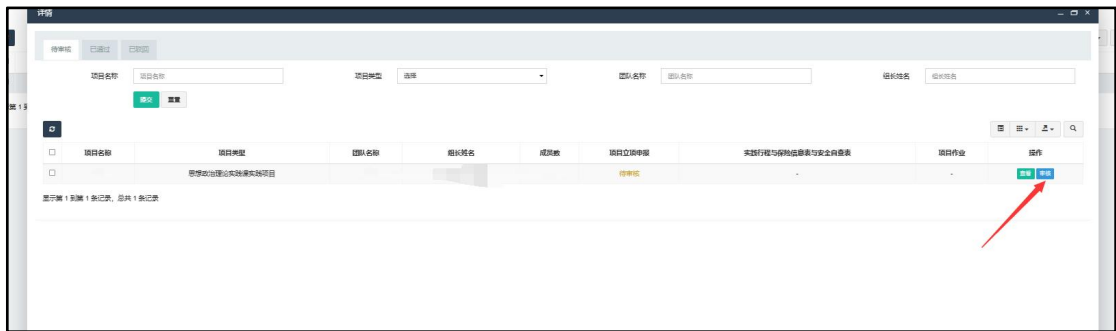 详情
待审核 已通过 已驳回
项目名称 项目名称 项目类型 选择 团队名称 团队名称 组长姓名 组长姓名
提交 重置
第 1 到
项目名称 项目类型 团队名称 组长姓名 成员数 项目立项申报 实践行程与保险信息表与安全自查表 项目作业 操作
思想政治理论实践课实践项目 待审核 - - 查看 审核
显示第 1 到第 1 条记录，总共 1 条记录